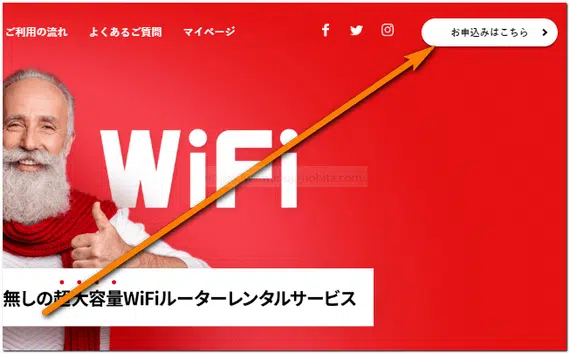 ご利用の流れ よくあるご質問 マイページ お申込みはこちら
WiFi
無しの超大容量WiFiルーターレンタルサービス